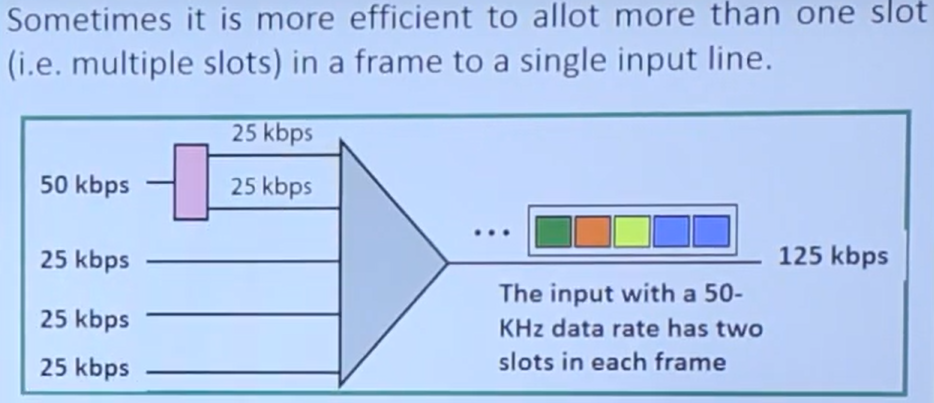 Sometimes it is more efficient to allot more than one slot
(i.e. multiple slots) in a frame to a single input line.
25 kbps
50 kbps
25 kbps
25 kbps
25 kbps
25 kbps
...
125 kbps
The input with a 50-
KHz data rate has two
slots in each frame